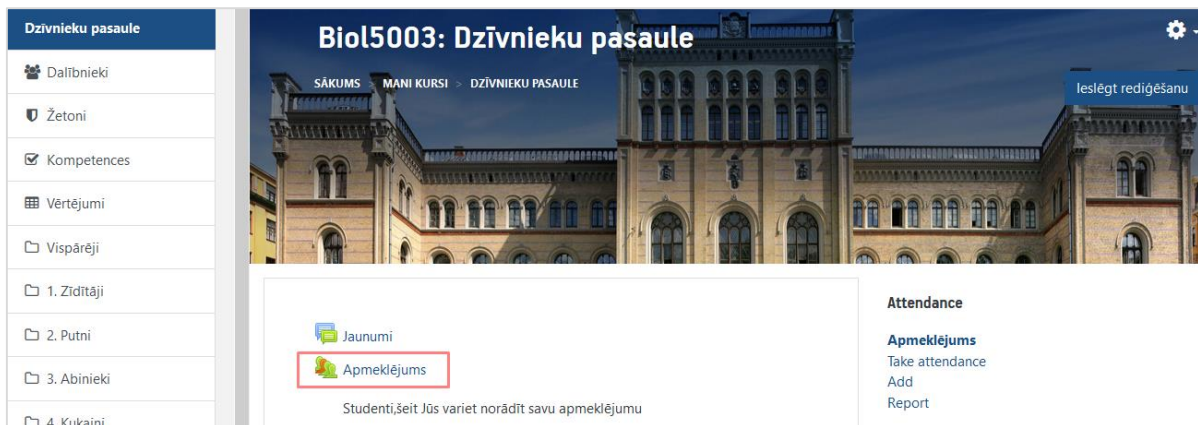 Dzīvnieku pasaule
Dalībnieki
Žetoni
Kompetences
Vērtējumi
Vispārēji
1. Zīdītāji
2. Putni
3. Abinieki
4. Kukaiņi
Biol5003: Dzīvnieku pasaule
SĀKUMS > MANI KURSI > DZĪVNIEKU PASAULE
Ieslēgt rediģēšanu
Jaunumi
Apmeklējums
Studenti,šeit Jūs variet norādīt savu apmeklējumu
Attendance
Apmeklējums
Take attendance
Add
Report